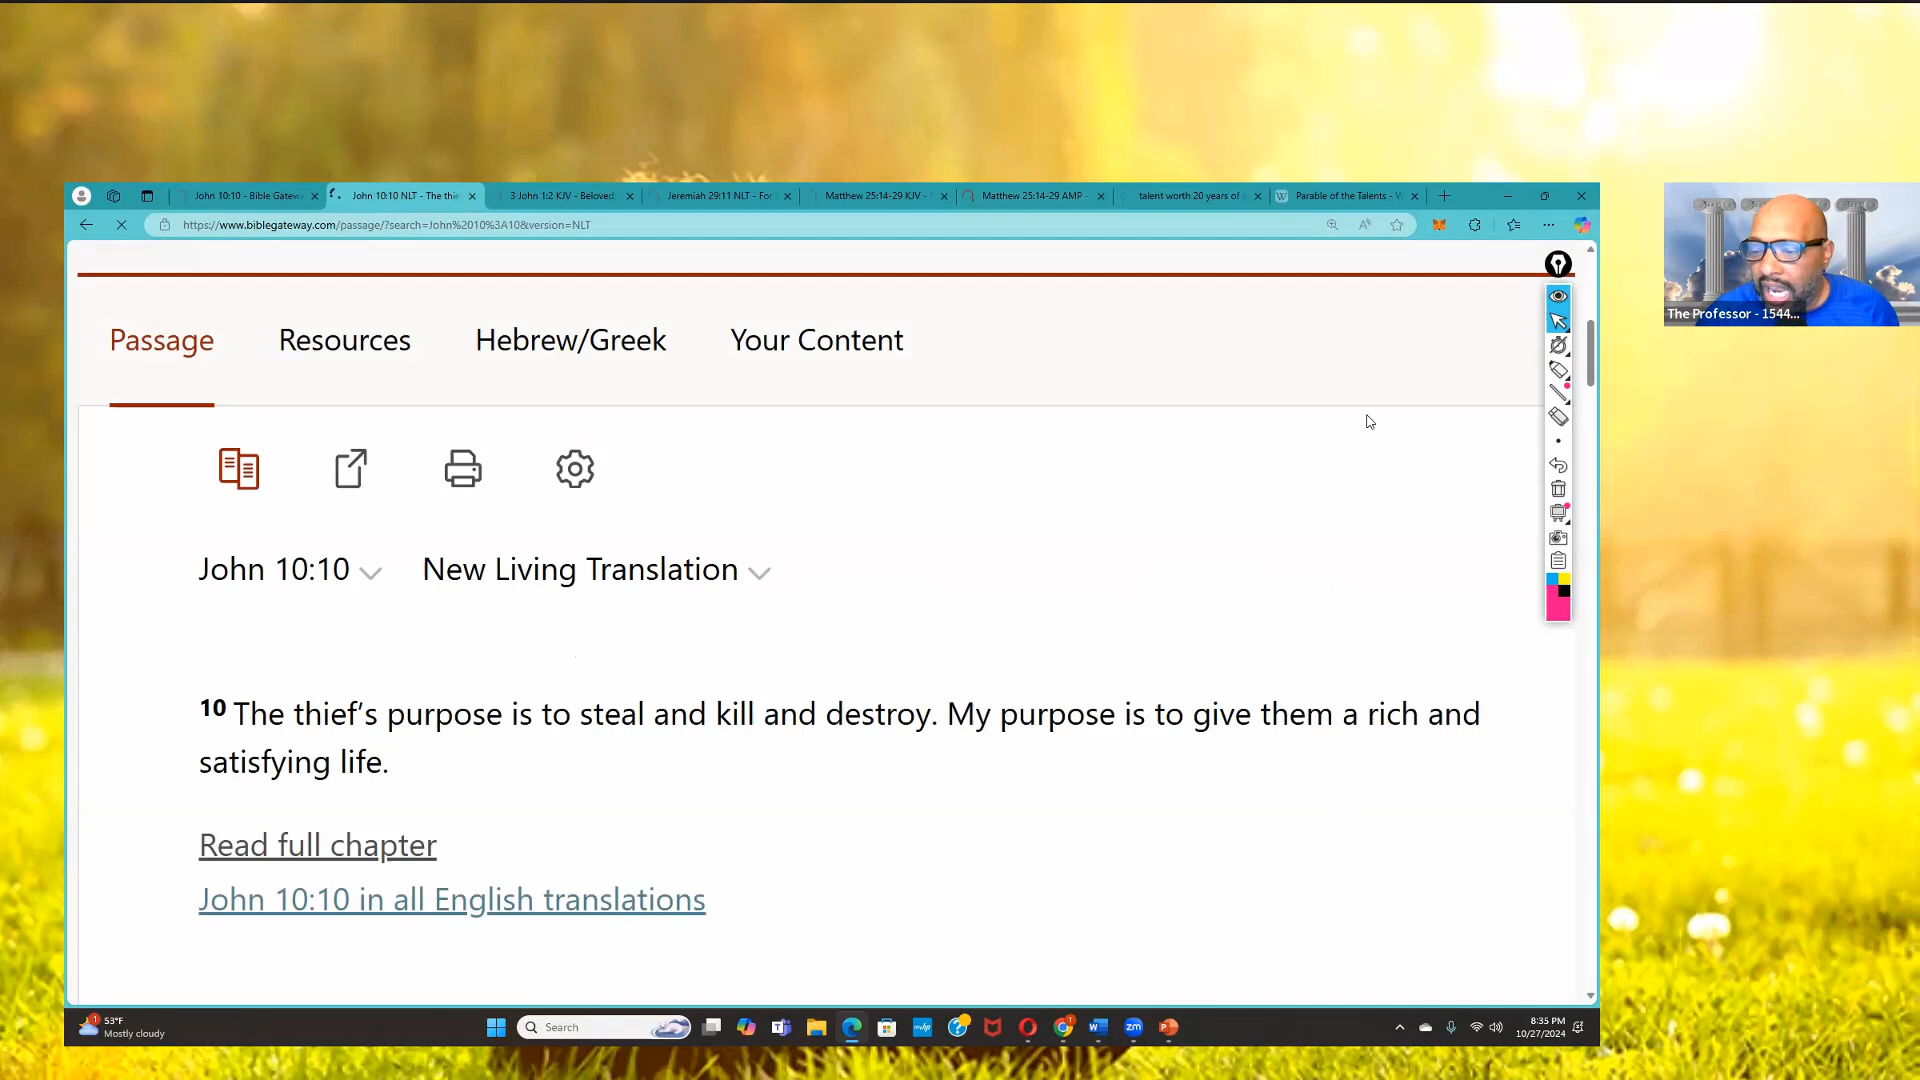 John 10:10 - Bible Gatew
John 10:10 NLT - The thie
3 John 1:2 KJV - Beloved,
Jeremiah 29:11 NLT - For I
Matthew 25:14-29 KJV -
Matthew 25:14-29 AMP -
talent worth 20 years of
Parable of the Talents - W
https://www.biblegateway.com/passage/?search=John%2010%3A10&version=NLT
Passage
Resources
Hebrew/Greek
Your Content
John 10:10
New Living Translation
10 The thief’s purpose is to steal and kill and destroy. My purpose is to give them a rich and
satisfying life.
Read full chapter
John 10:10 in all English translations
The Professor - 1544...
1
53°F
Mostly cloudy
Search
8:35 PM
10/27/2024